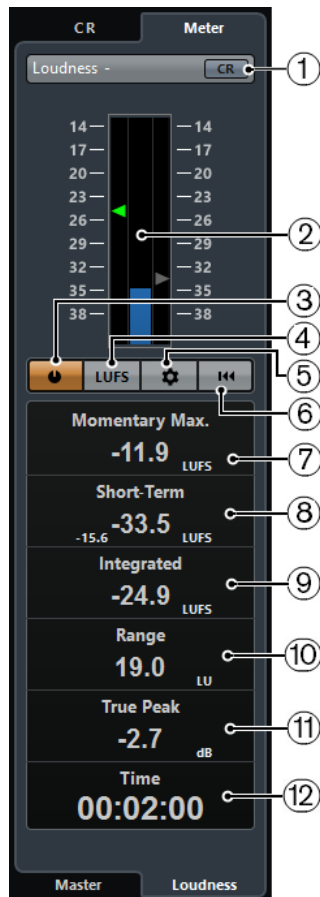 CR Meter
Loudness - CR 1
14 14
17 17
20 20
23 23
26 26
29 29 2
32 32
35 35
38 38 3
4
LUFS 5
6
Momentary Max.
-11.9 LUFS 7
Short-Term
-15.6 -33.5 LUFS 8
Integrated
-24.9 LUFS 9
Range
19.0 LU 10
True Peak
-2.7 dB 11
Time
00:02:00 12
Master Loudness